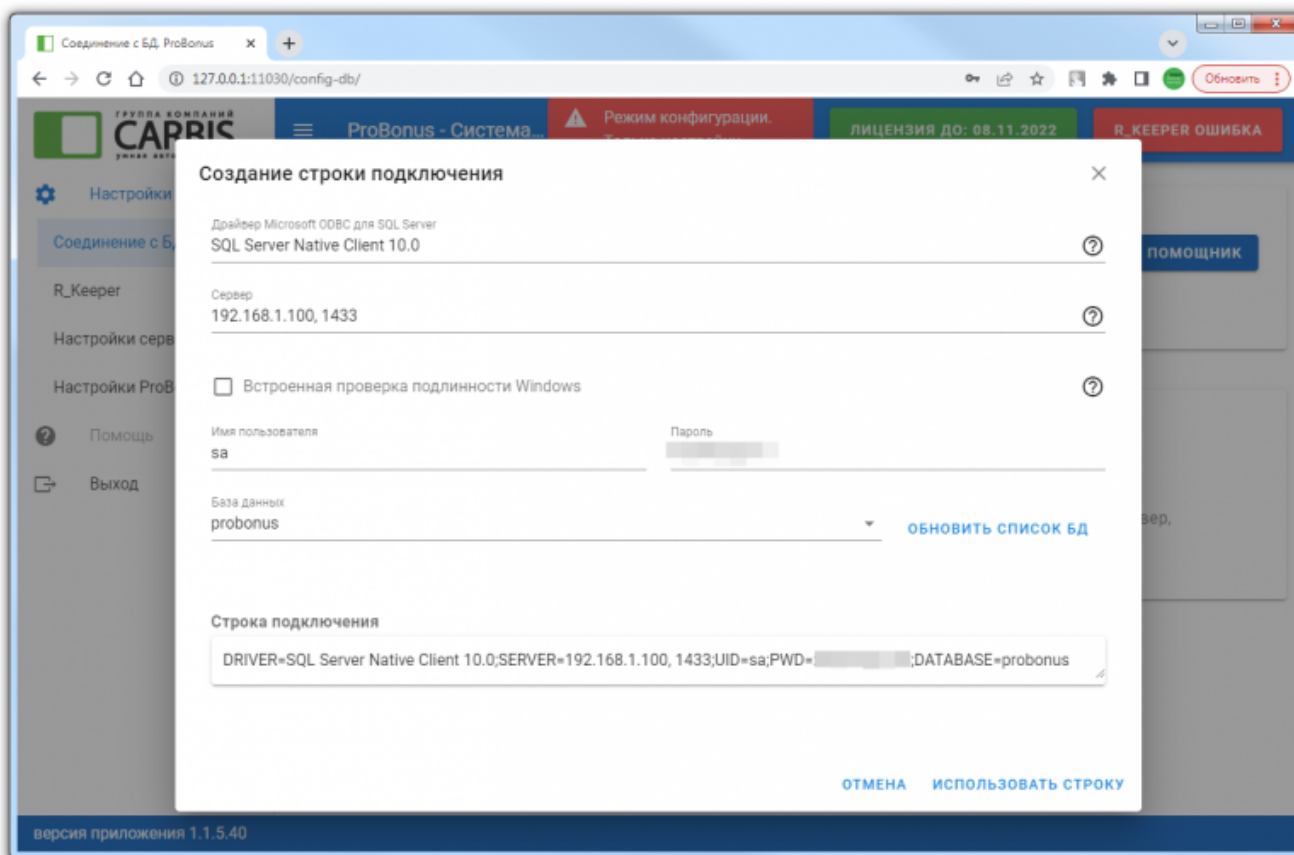 Соединение с БД, ProBonus
127.0.0.1:11030/config-db/
Обновить
ГРУППА КОМПАНИЙ
CARBIS
ProBonus - Система...
Режим конфигурации.
ЛИЦЕНЗИЯ ДО: 08.11.2022
R_KEEPER ОШИБКА
Настройки
Соединение с Б
R_Keeper
Настройки серв
Настройки ProB
Помощь
Выход
ПОМОЩНИК
вер,
Создание строки подключения
Драйвер Microsoft ODBC для SQL Server
SQL Server Native Client 10.0
Сервер
192.168.1.100, 1433
Встроенная проверка подлинности Windows
Имя пользователя
sa
Пароль
База данных
probonus
ОБНОВИТЬ СПИСОК БД
Строка подключения
DRIVER=SQL Server Native Client 10.0;SERVER=192.168.1.100, 1433;UID=sa;PWD= ;DATABASE=probonus
ОТМЕНА
ИСПОЛЬЗОВАТЬ СТРОКУ
версия приложения 1.1.5.40